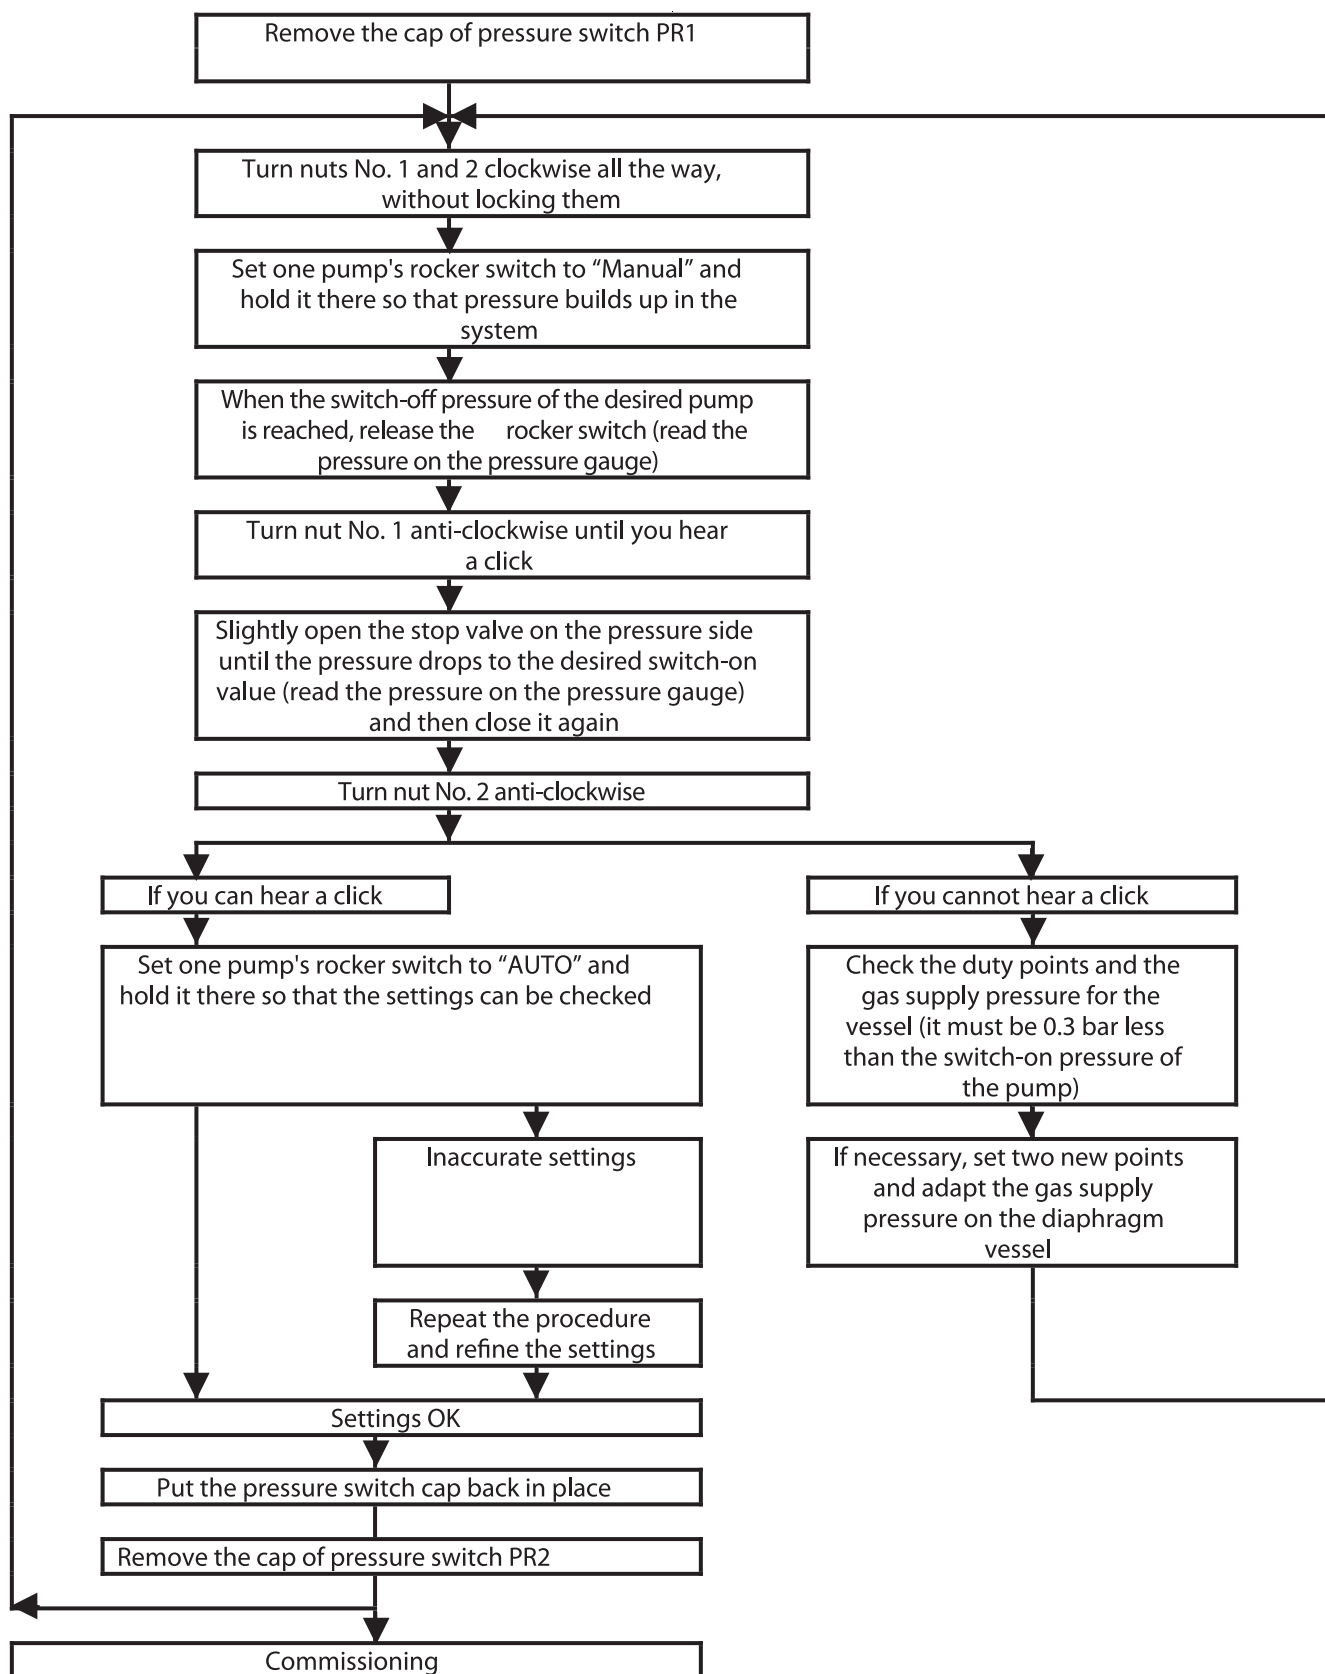 Remove the cap of pressure switch PR1
Turn nuts No. 1 and 2 clockwise all the way,
without locking them
Set one pump's rocker switch to “Manual” and
hold it there so that pressure builds up in the
system
When the switch-off pressure of the desired pump
is reached, release the rocker switch (read the
pressure on the pressure gauge)
Turn nut No. 1 anti-clockwise until you hear
a click
Slightly open the stop valve on the pressure side
until the pressure drops to the desired switch-on
value (read the pressure on the pressure gauge)
and then close it again
Turn nut No. 2 anti-clockwise
If you can hear a click
Set one pump's rocker switch to “AUTO” and
hold it there so that the settings can be checked
Inaccurate settings
Repeat the procedure
and refine the settings
If you cannot hear a click
Check the duty points and the
gas supply pressure for the
vessel (it must be 0.3 bar less
than the switch-on pressure of
the pump)
If necessary, set two new points
and adapt the gas supply
pressure on the diaphragm
vessel
Settings OK
Put the pressure switch cap back in place
Remove the cap of pressure switch PR2
Commissioning